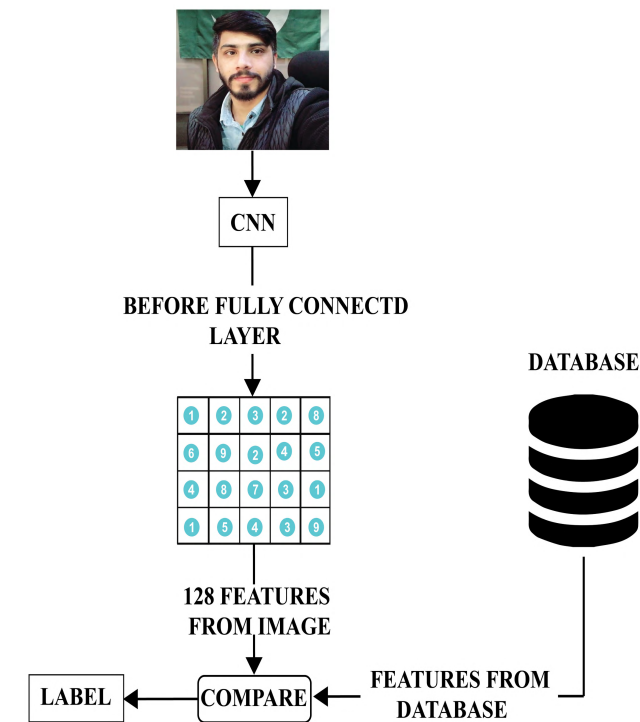 CNN
BEFORE FULLY CONNECTD
LAYER
DATABASE
1 2 3 2 8
6 9 2 4 5
4 8 7 3 1
1 5 4 3 9
128 FEATURES
FROM IMAGE
FEATURES FROM
DATABASE
LABEL
COMPARE